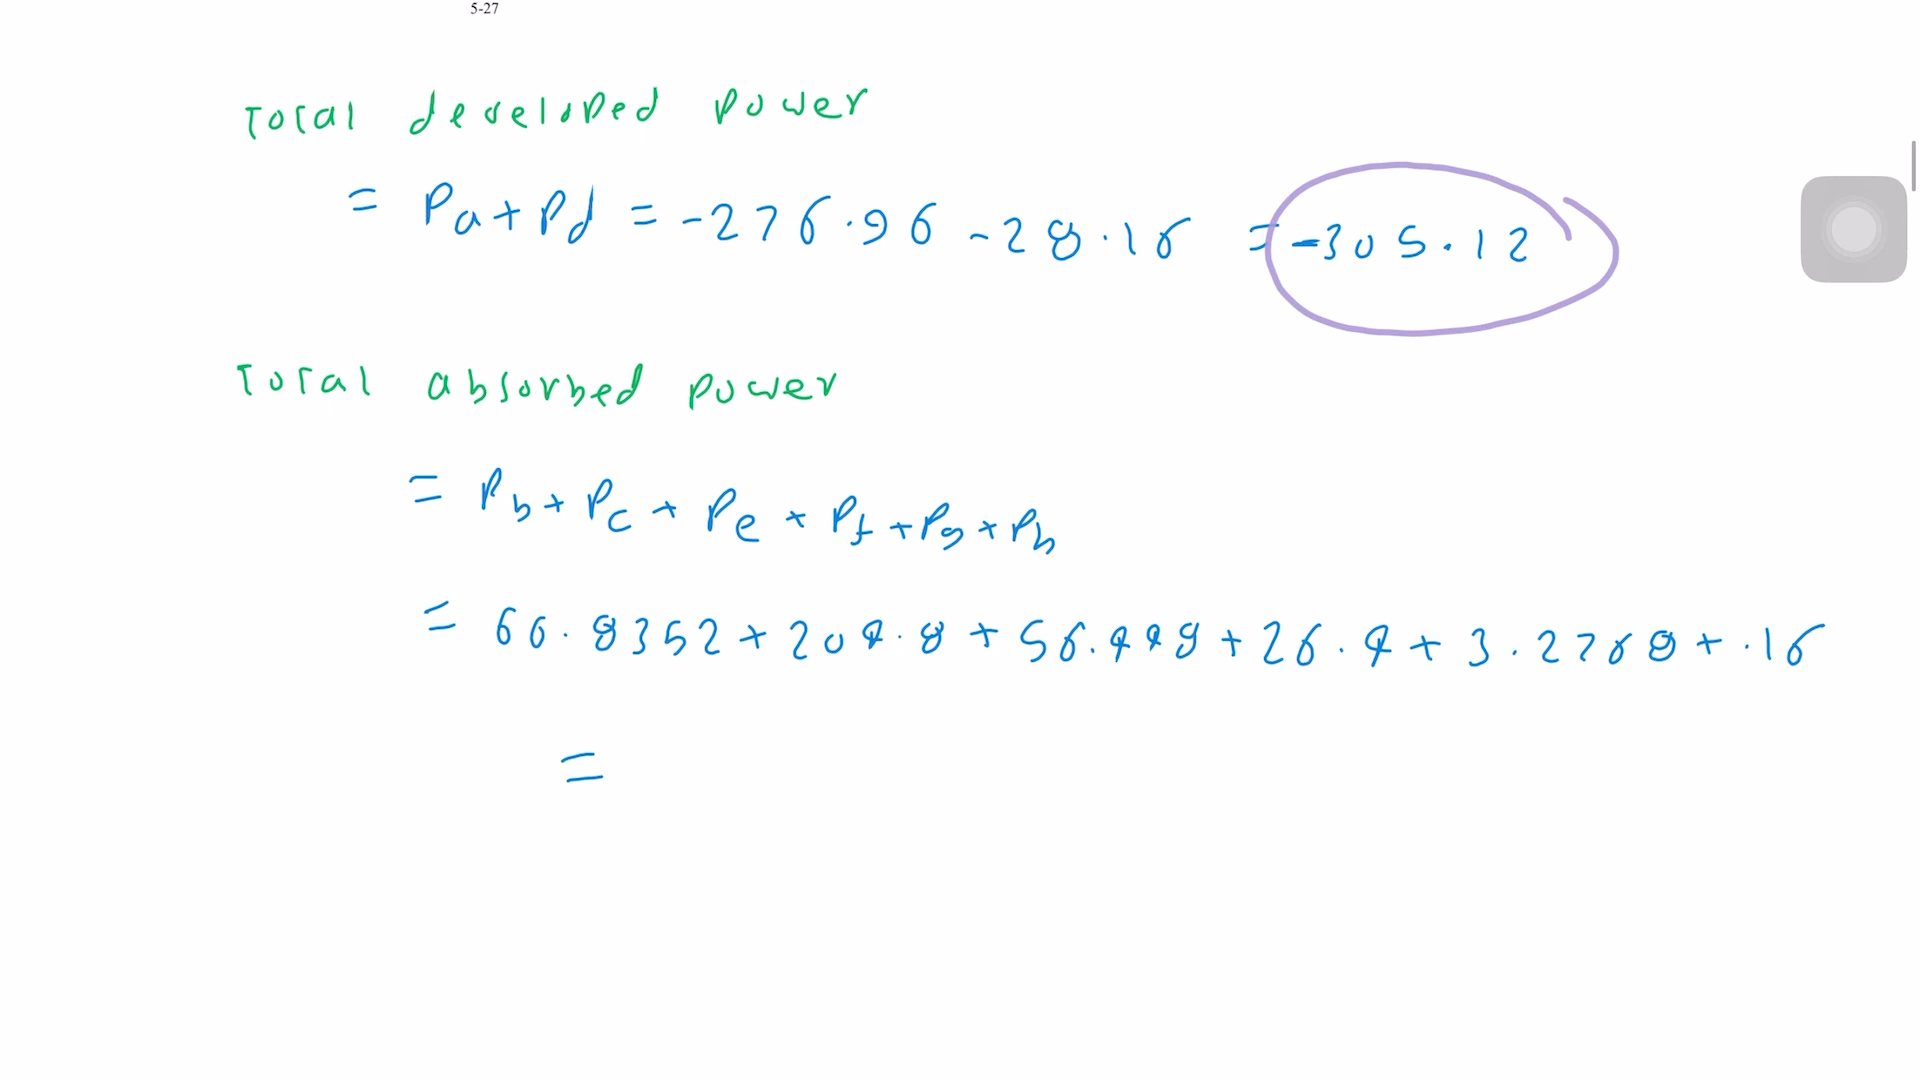 5-27
Total developed power
= Pa + Pd = -276.96 - 28.16 = -305.12
Total absorbed power
= Pb + Pc + Pe + Pf + Pg + Ph
= 66.8352 + 204.8 + 56.448 + 26.4 + 3.2768 + .16
=